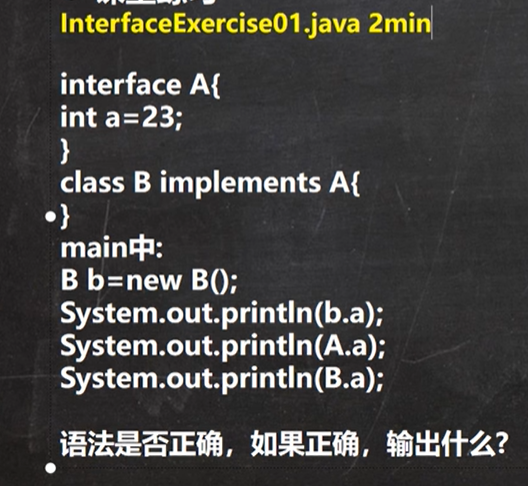 InterfaceExercise01.java 2min
interface A{
int a=23;
}
class B implements A{
}
main中:
B b=new B();
System.out.println(b.a);
System.out.println(A.a);
System.out.println(B.a);
语法是否正确，如果正确，输出什么?